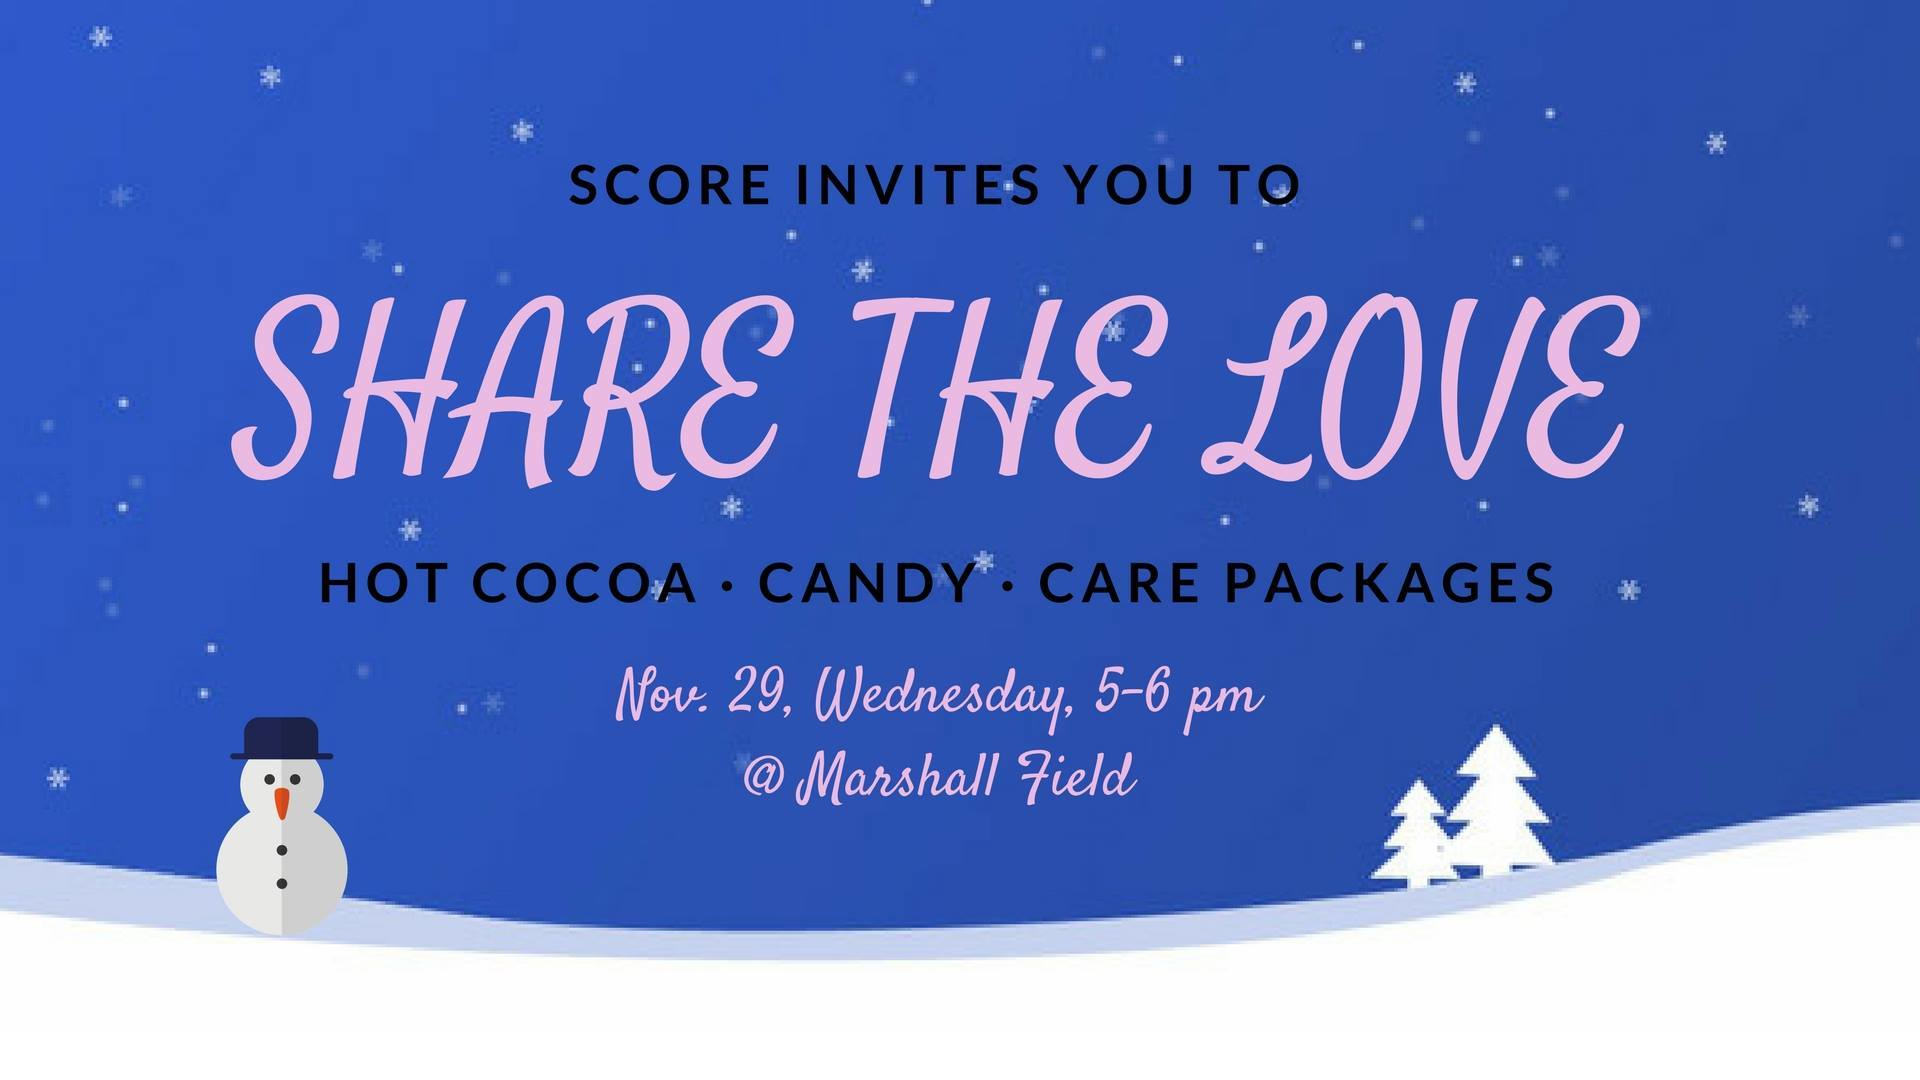 SCORE INVITES YOU TO
SHARE THE LOVE
HOT COCOA · CANDY · CARE PACKAGES
Nov. 29, Wednesday, 5-6 pm
@ Marshall Field